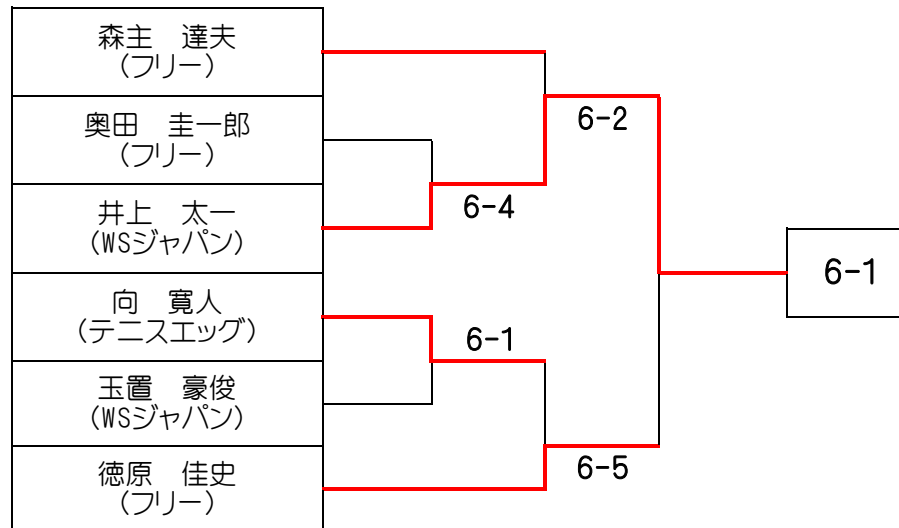 森主　達夫
(フリー)
奥田　圭一郎
(フリー)
井上　太一
(WSジャパン)
向　寛人
(テニスエッグ)
玉置　豪俊
(WSジャパン)
徳原　佳史
(フリー)
6-2
6-4
6-1
6-1
6-5